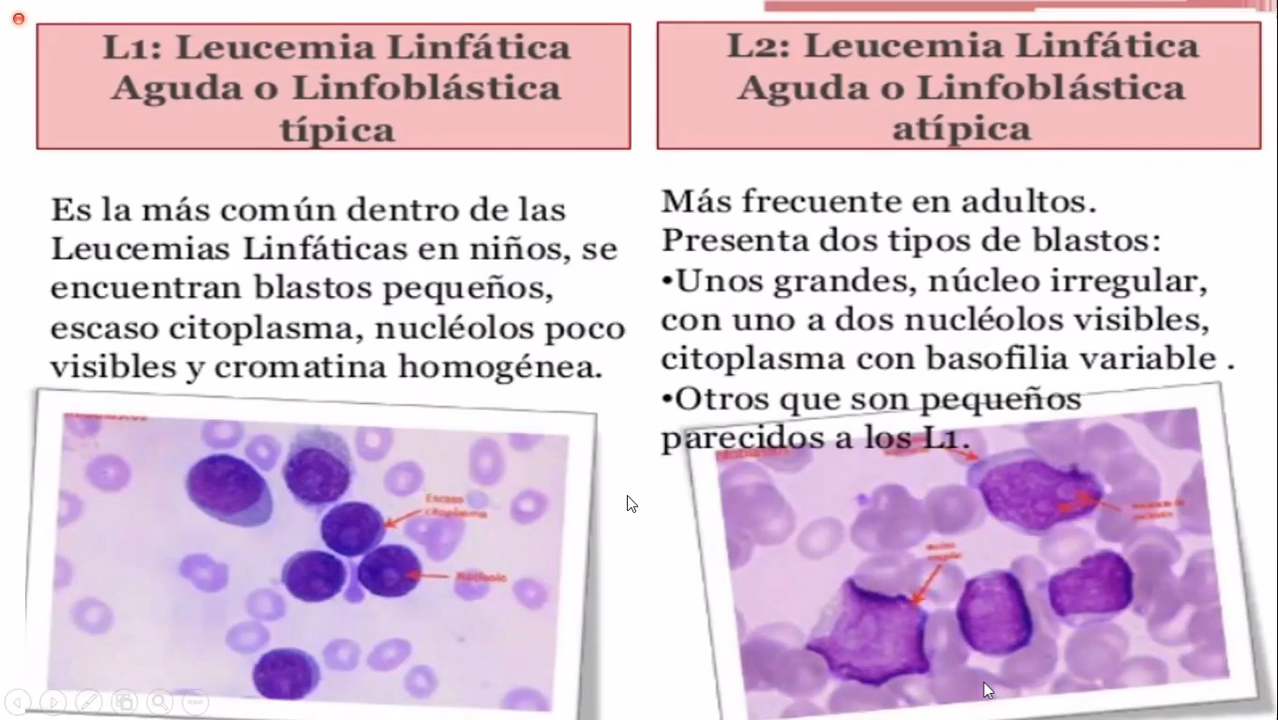 L1: Leucemia Linfática
Aguda o Linfoblástica
típica
Es la más común dentro de las
Leucemias Linfáticas en niños, se
encuentran blastos pequeños,
escaso citoplasma, nucléolos poco
visibles y cromatina homogénea.
Escaso
citoplasma
Nucléolo
L2: Leucemia Linfática
Aguda o Linfoblástica
atípica
Más frecuente en adultos.
Presenta dos tipos de blastos:
•Unos grandes, núcleo irregular,
con uno a dos nucléolos visibles,
citoplasma con basofilia variable .
•Otros que son pequeños
parecidos a los L1.